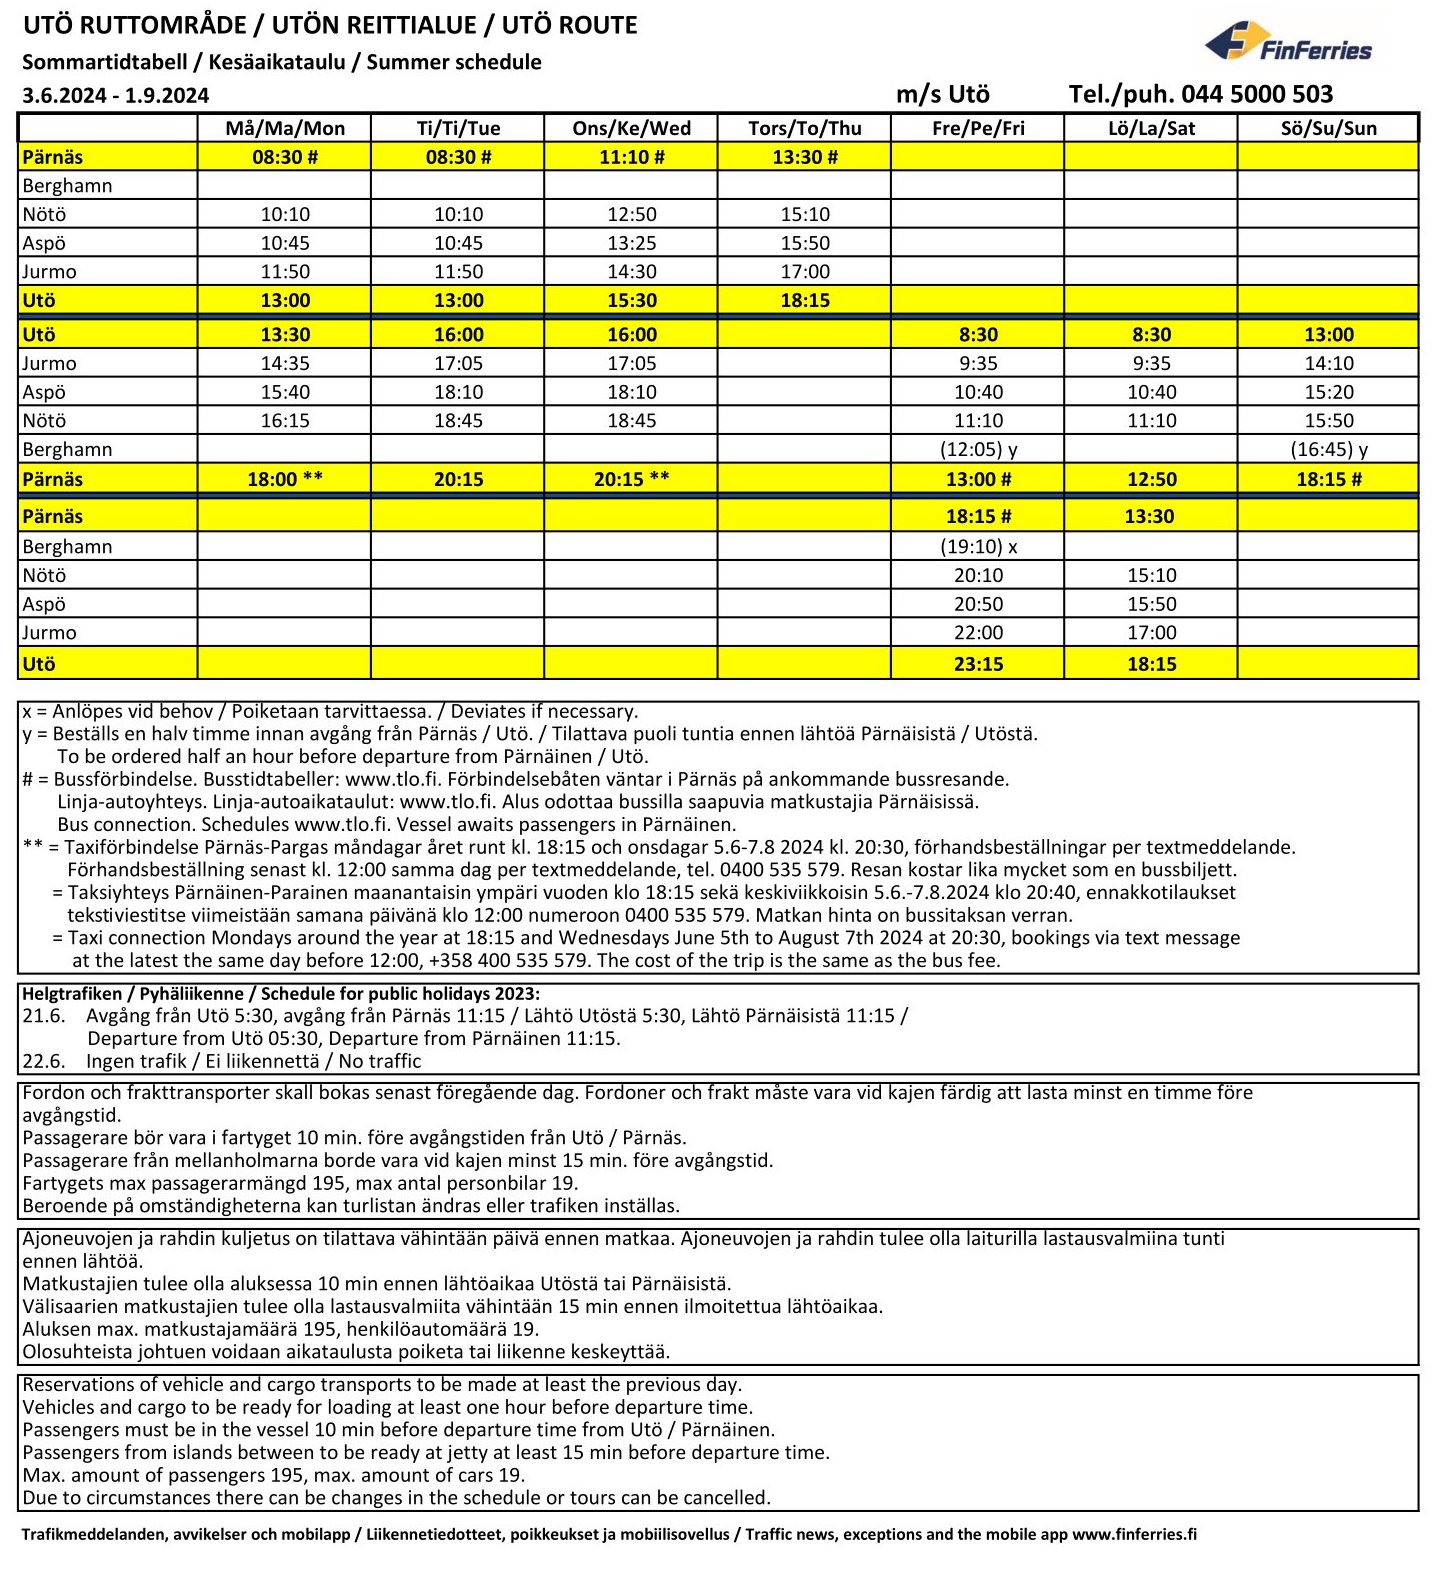 UTÖ RUTTOMRÅDE / UTÖN REITTIALUE / UTÖ ROUTE
FinFerries
Sommartidtabell / Kesäaikataulu / Summer schedule
3.6.2024 - 1.9.2024 m/s Utö Tel./puh. 044 5000 503
Må/Ma/Mon Ti/Ti/Tue Ons/Ke/Wed Tors/To/Thu Fre/Pe/Fri Lö/La/Sat Sö/Su/Sun
Pärnäs 08:30 # 08:30 # 11:10 # 13:30 #
Berghamn
Nötö 10:10 10:10 12:50 15:10
Aspö 10:45 10:45 13:25 15:50
Jurmo 11:50 11:50 14:30 17:00
Utö 13:00 13:00 15:30 18:15
Utö 13:30 16:00 16:00 8:30 8:30 13:00
Jurmo 14:35 17:05 17:05 9:35 9:35 14:10
Aspö 15:40 18:10 18:10 10:40 10:40 15:20
Nötö 16:15 18:45 18:45 11:10 11:10 15:50
Berghamn (12:05) y (16:45) y
Pärnäs 18:00 ** 20:15 20:15 ** 13:00 # 12:50 18:15 #
Pärnäs 18:15 # 13:30
Berghamn (19:10) x
Nötö 20:10 15:10
Aspö 20:50 15:50
Jurmo 22:00 17:00
Utö 23:15 18:15
x = Anlöpes vid behov / Poiketaan tarvittaessa. / Deviates if necessary.
y = Beställs en halv timme innan avgång från Pärnäs / Utö. / Tilattava puoli tuntia ennen lähtöä Pärnäisistä / Utöstä.
To be ordered half an hour before departure from Pärnäinen / Utö.
# = Bussförbindelse. Busstidtabeller: www.tlo.fi. Förbindelsebåten väntar i Pärnäs på ankommande bussresande.
Linja-autoyhteys. Linja-autoaikataulut: www.tlo.fi. Alus odottaa bussilla saapuvia matkustajia Pärnäisissä.
Bus connection. Schedules www.tlo.fi. Vessel awaits passengers in Pärnäinen.
** = Taxiförbindelse Pärnäs-Pargas måndagar året runt kl. 18:15 och onsdagar 5.6-7.8 2024 kl. 20:30, förhandsbeställningar per textmeddelande.
Förhandsbeställning senast kl. 12:00 samma dag per textmeddelande, tel. 0400 535 579. Resan kostar lika mycket som en bussbiljett.
= Taksiyhteys Pärnäinen-Parainen maanantaisin ympäri vuoden klo 18:15 sekä keskiviikkoisin 5.6.-7.8.2024 klo 20:40, ennakkotilaukset
tekstiviestitse viimeistään samana päivänä klo 12:00 numeroon 0400 535 579. Matkan hinta on bussitaksan verran.
= Taxi connection Mondays around the year at 18:15 and Wednesdays June 5th to August 7th 2024 at 20:30, bookings via text message
at the latest the same day before 12:00, +358 400 535 579. The cost of the trip is the same as the bus fee.
Helgtrafiken / Pyhäliikenne / Schedule for public holidays 2023:
21.6. Avgång från Utö 5:30, avgång från Pärnäs 11:15 / Lähtö Utöstä 5:30, Lähtö Pärnäisistä 11:15 /
Departure from Utö 05:30, Departure from Pärnäinen 11:15.
22.6. Ingen trafik / Ei liikennettä / No traffic
Fordon och frakttransporter skall bokas senast föregående dag. Fordoner och frakt måste vara vid kajen färdig att lasta minst en timme före
avgångstid.
Passagerare bör vara i fartyget 10 min. före avgångstiden från Utö / Pärnäs.
Passagerare från mellanholmarna borde vara vid kajen minst 15 min. före avgångstid.
Fartygets max passagerarmängd 195, max antal personbilar 19.
Beroende på omständigheterna kan turlistan ändras eller trafiken inställas.
Ajoneuvojen ja rahdin kuljetus on tilattava vähintään päivä ennen matkaa. Ajoneuvojen ja rahdin tulee olla laiturilla lastausvalmiina tunti
ennen lähtöä.
Matkustajien tulee olla aluksessa 10 min ennen lähtöaikaa Utöstä tai Pärnäisistä.
Välisaarien matkustajien tulee olla lastausvalmiita vähintään 15 min ennen ilmoitettua lähtöaikaa.
Aluksen max. matkustajamäärä 195, henkilöautomäärä 19.
Olosuhteista johtuen voidaan aikataulusta poiketa tai liikenne keskeyttää.
Reservations of vehicle and cargo transports to be made at least the previous day.
Vehicles and cargo to be ready for loading at least one hour before departure time.
Passengers must be in the vessel 10 min before departure time from Utö / Pärnäinen.
Passengers from islands between to be ready at jetty at least 15 min before departure time.
Max. amount of passengers 195, max. amount of cars 19.
Due to circumstances there can be changes in the schedule or tours can be cancelled.
Trafikmeddelanden, avvikelser och mobilapp / Liikennetiedotteet, poikkeukset ja mobiilisovellus / Traffic news, exceptions and the mobile app www.finferries.fi